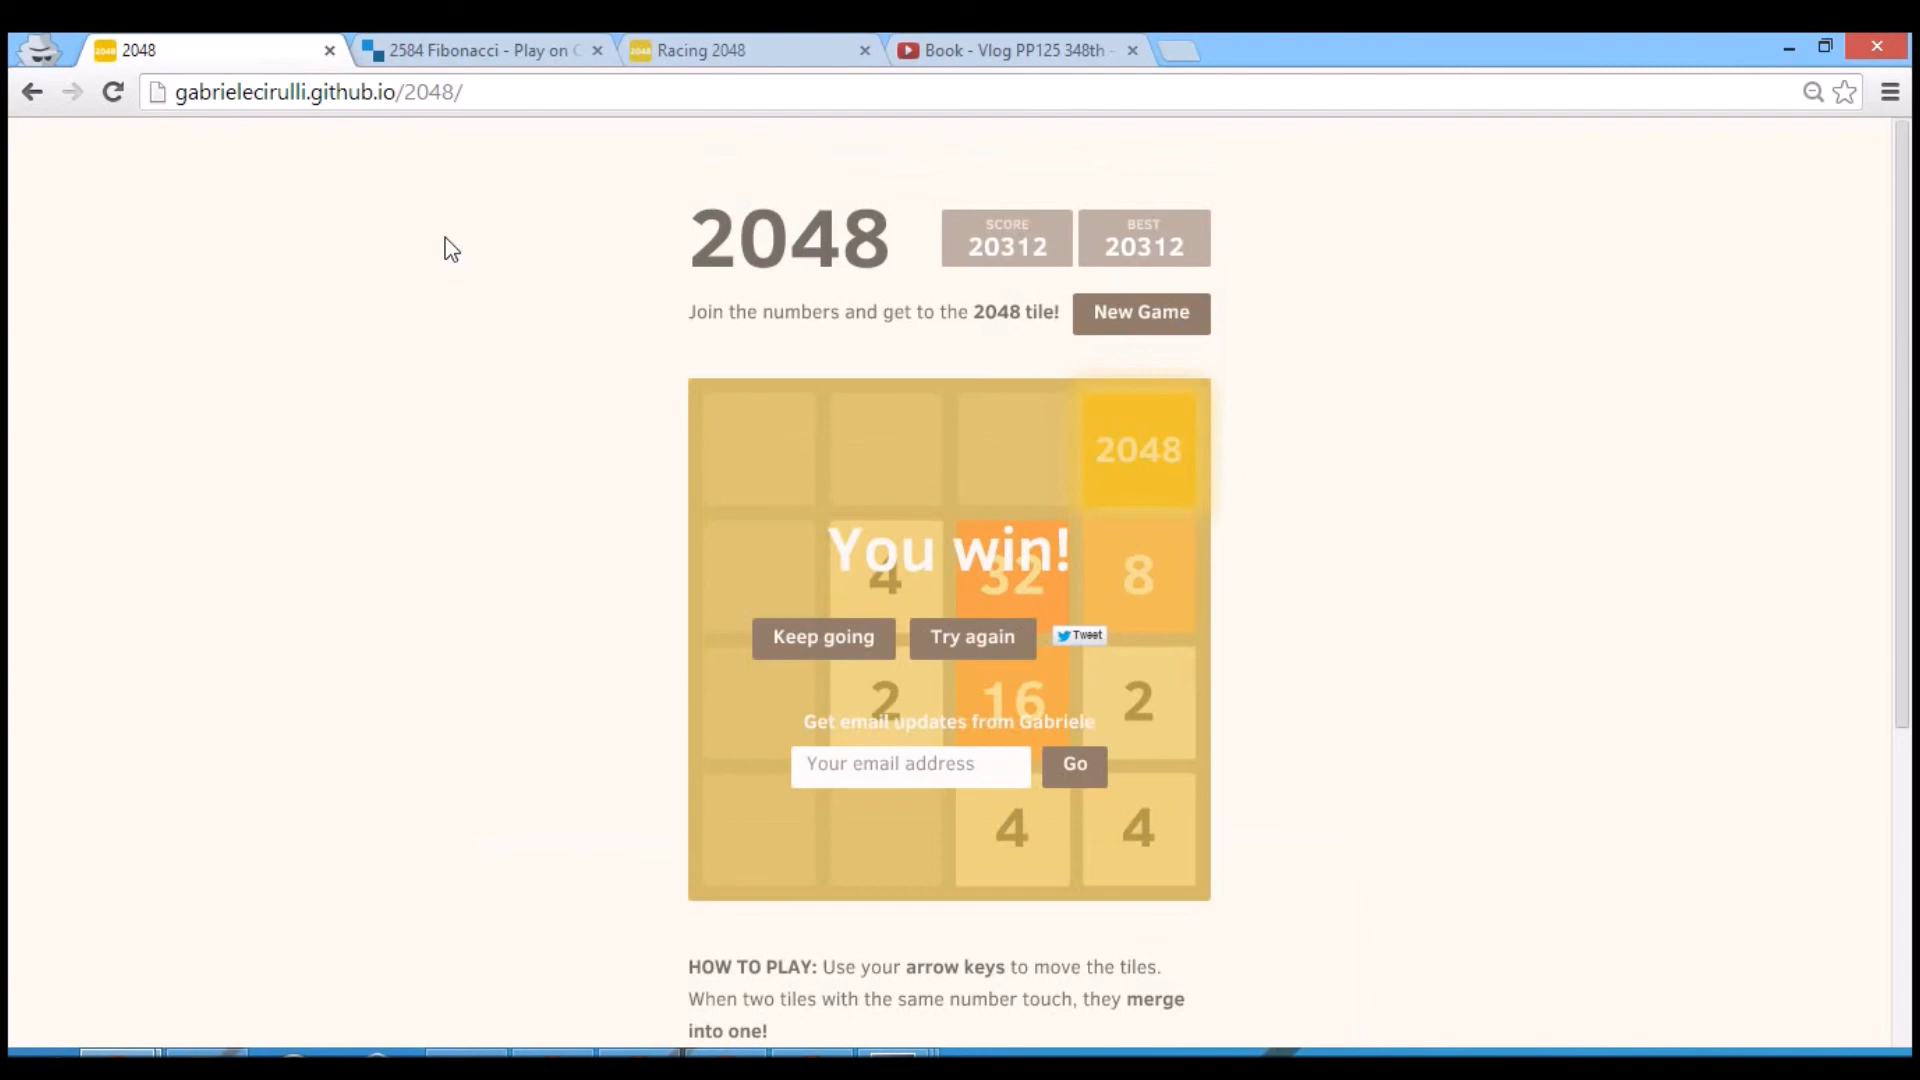 2048
2584 Fibonacci - Play on
Racing 2048
Book - Vlog PP125 348th -
gabrielecirulli.github.io/2048/
2048
SCORE
20312
BEST
20312
Join the numbers and get to the 2048 tile!
New Game
2048
You win!
4
32
8
Keep going
Try again
Tweet
2
16
2
Get email updates from Gabriele
Your email address
Go
4
4
HOW TO PLAY: Use your arrow keys to move the tiles.
When two tiles with the same number touch, they merge
into one!